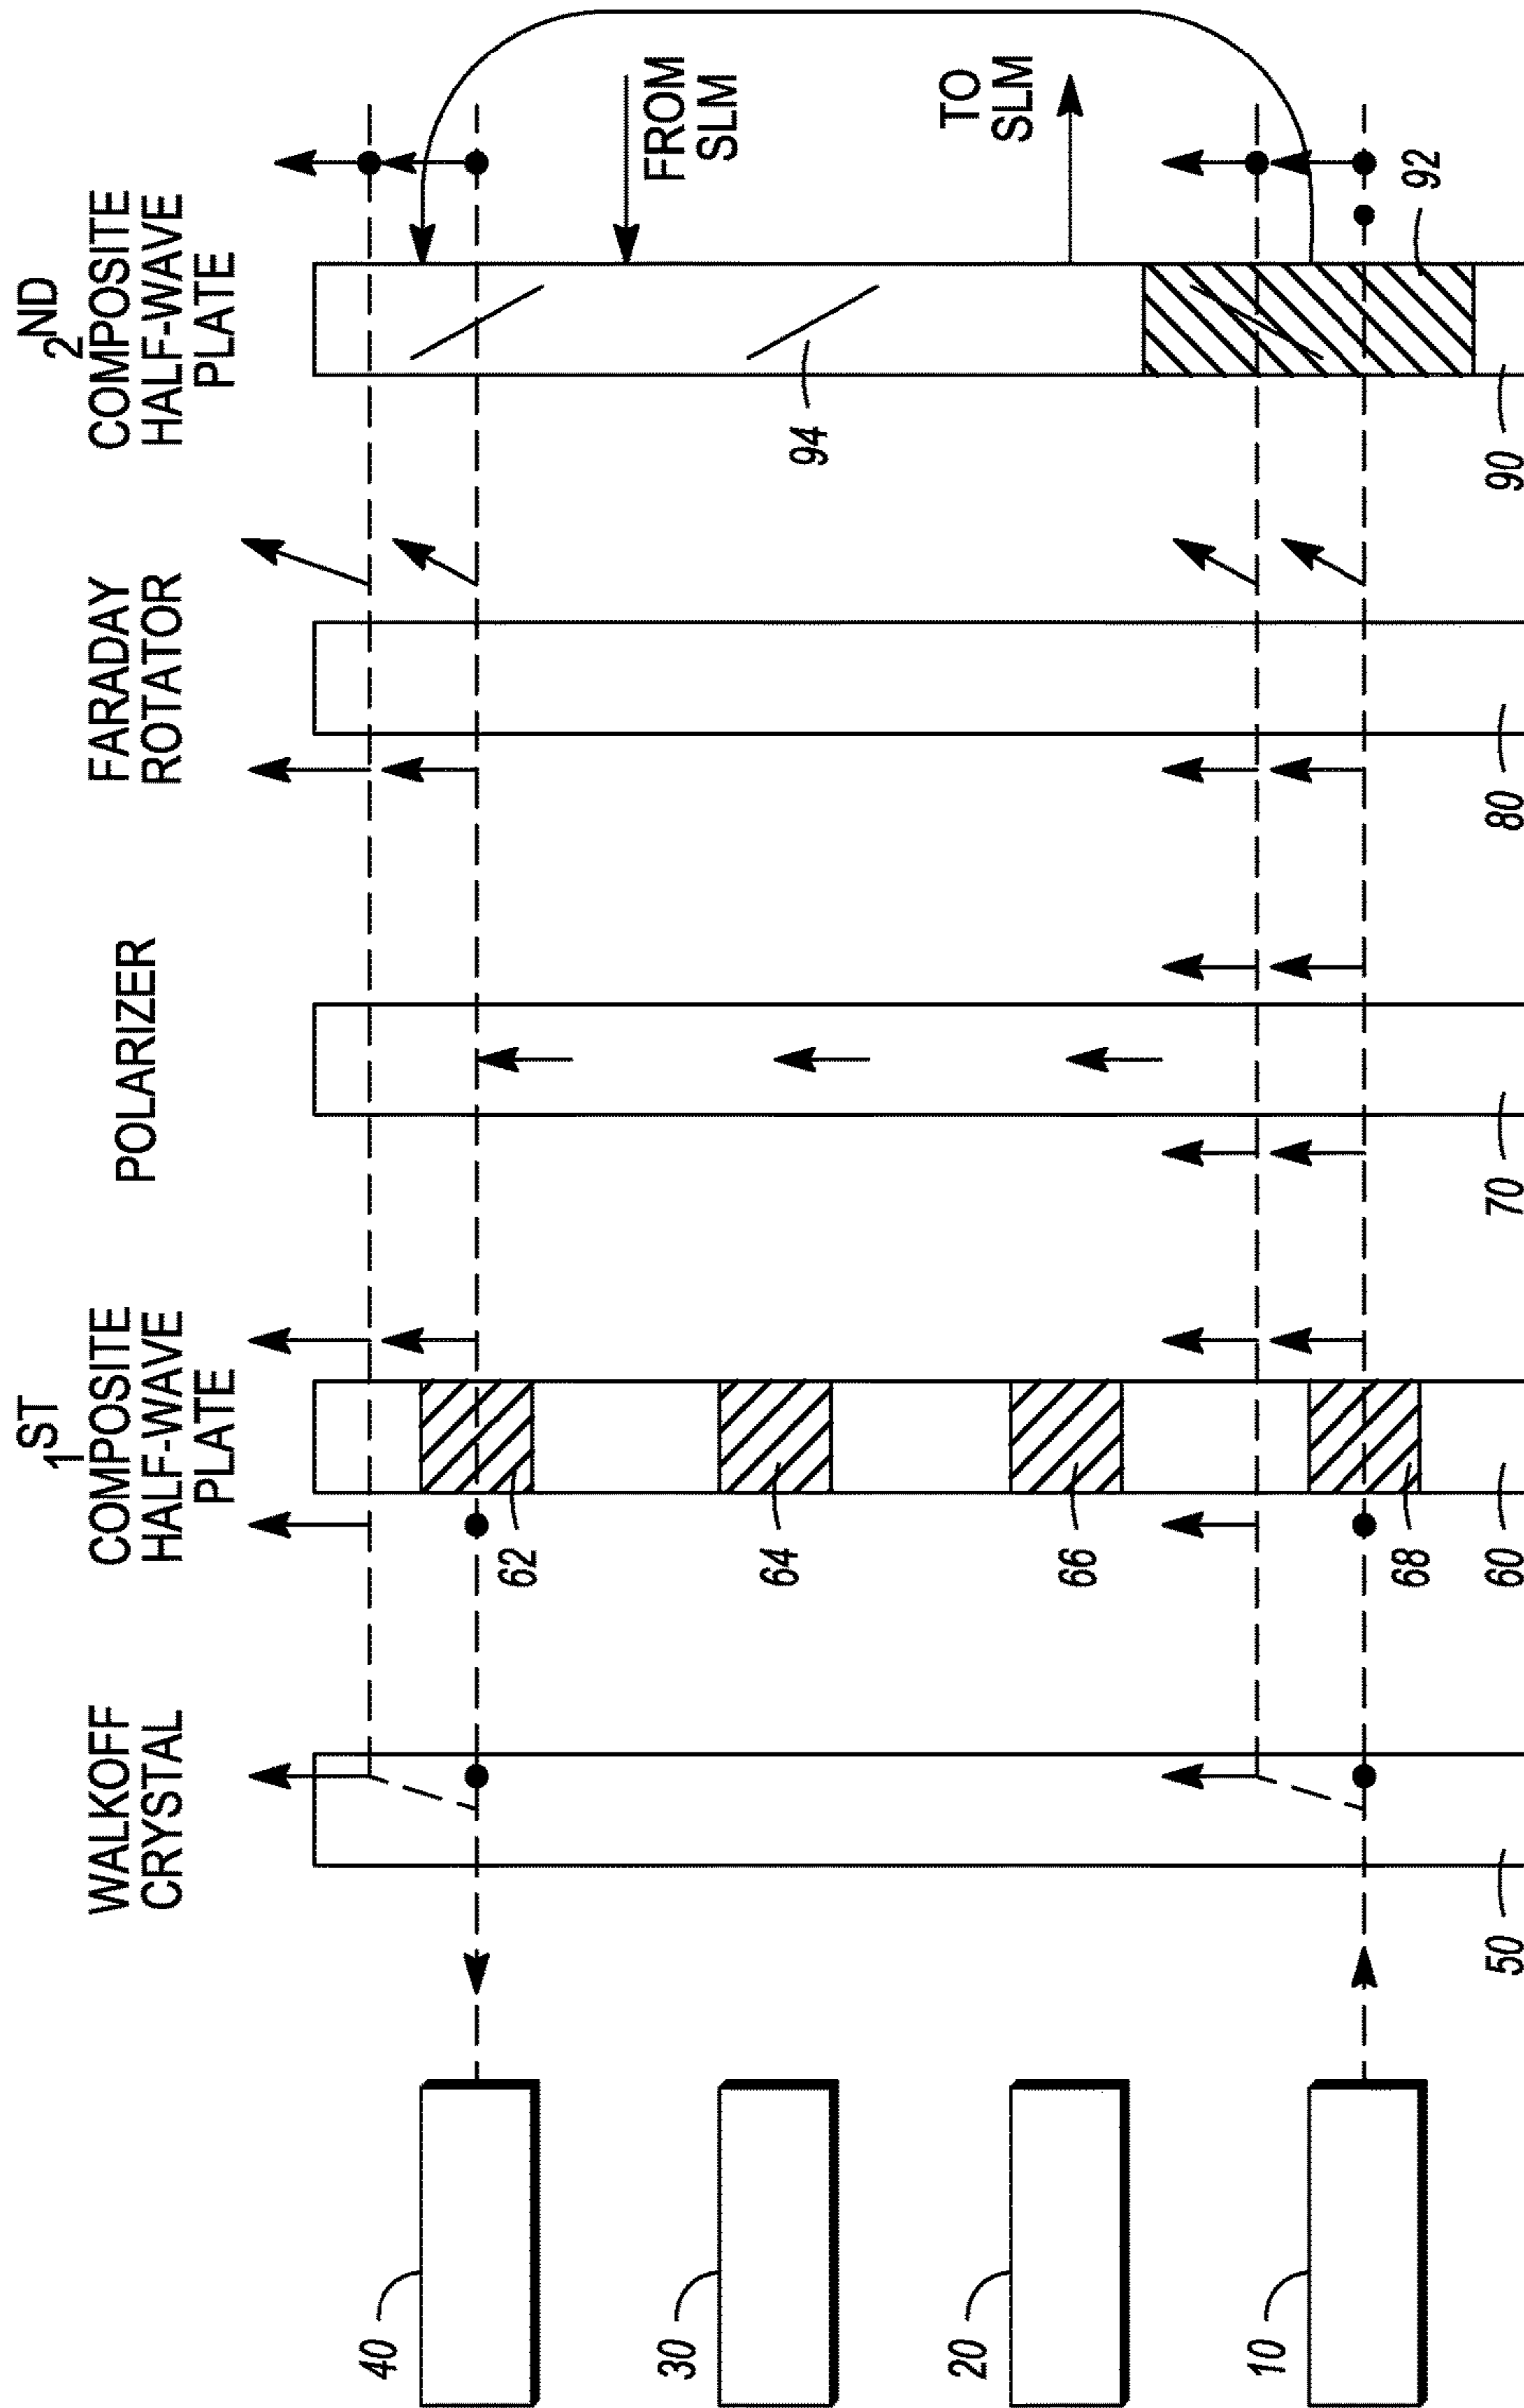 WALKOFF
CRYSTAL
1ST
COMPOSITE
HALF-WAVE
PLATE
POLARIZER
FARADAY
ROTATOR
2ND
COMPOSITE
HALF-WAVE
PLATE
40
30
20
10
50
62
64
66
68
60
70
80
94
92
90
FROM
SLM
TO
SLM